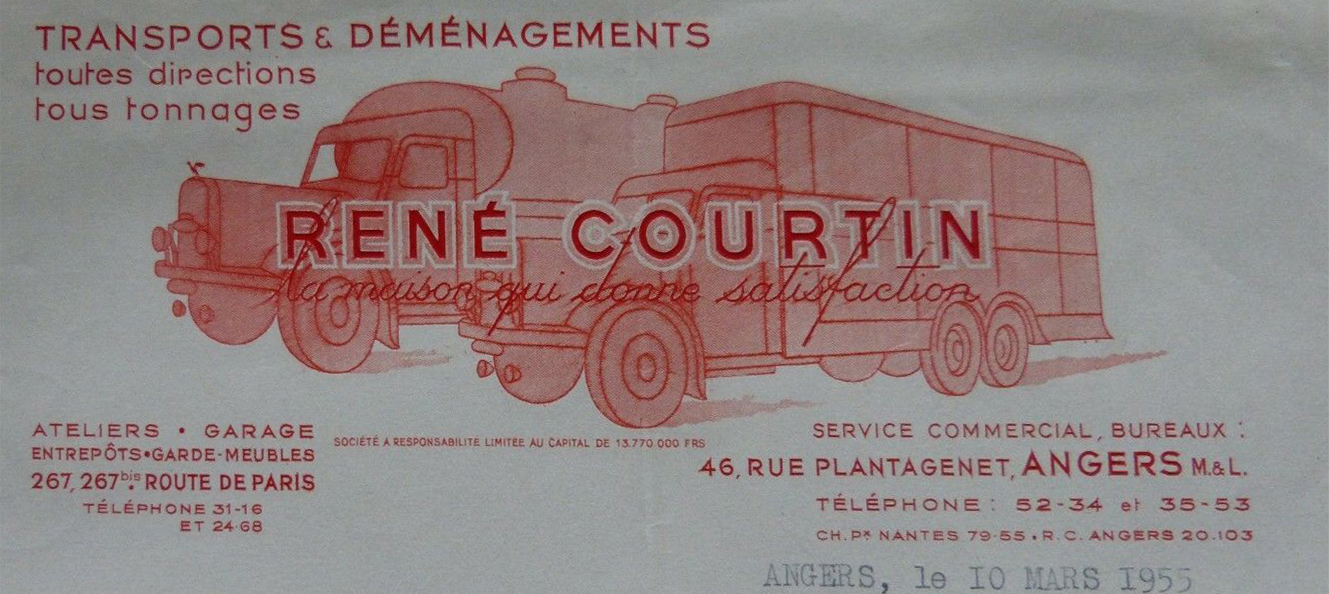 TRANSPORTS & DÉMÉNAGEMENTS
toutes directions
tous tonnages
RENÉ COURTIN
la maison qui donne satisfaction
ATELIERS • GARAGE
ENTREPÔTS•GARDE-MEUBLES
267, 267bis ROUTE DE PARIS
TÉLÉPHONE 31-16
ET 24-68
SOCIÉTÉ A RESPONSABILITÉ LIMITÉE AU CAPITAL DE 13.770.000 FRS
SERVICE COMMERCIAL, BUREAUX :
46, RUE PLANTAGENET, ANGERS M.&L.
TÉLÉPHONE : 52-34 et 35-53
CH. Px NANTES 79-55 • R.C. ANGERS 20.103
ANGERS, le 10 MARS 1955